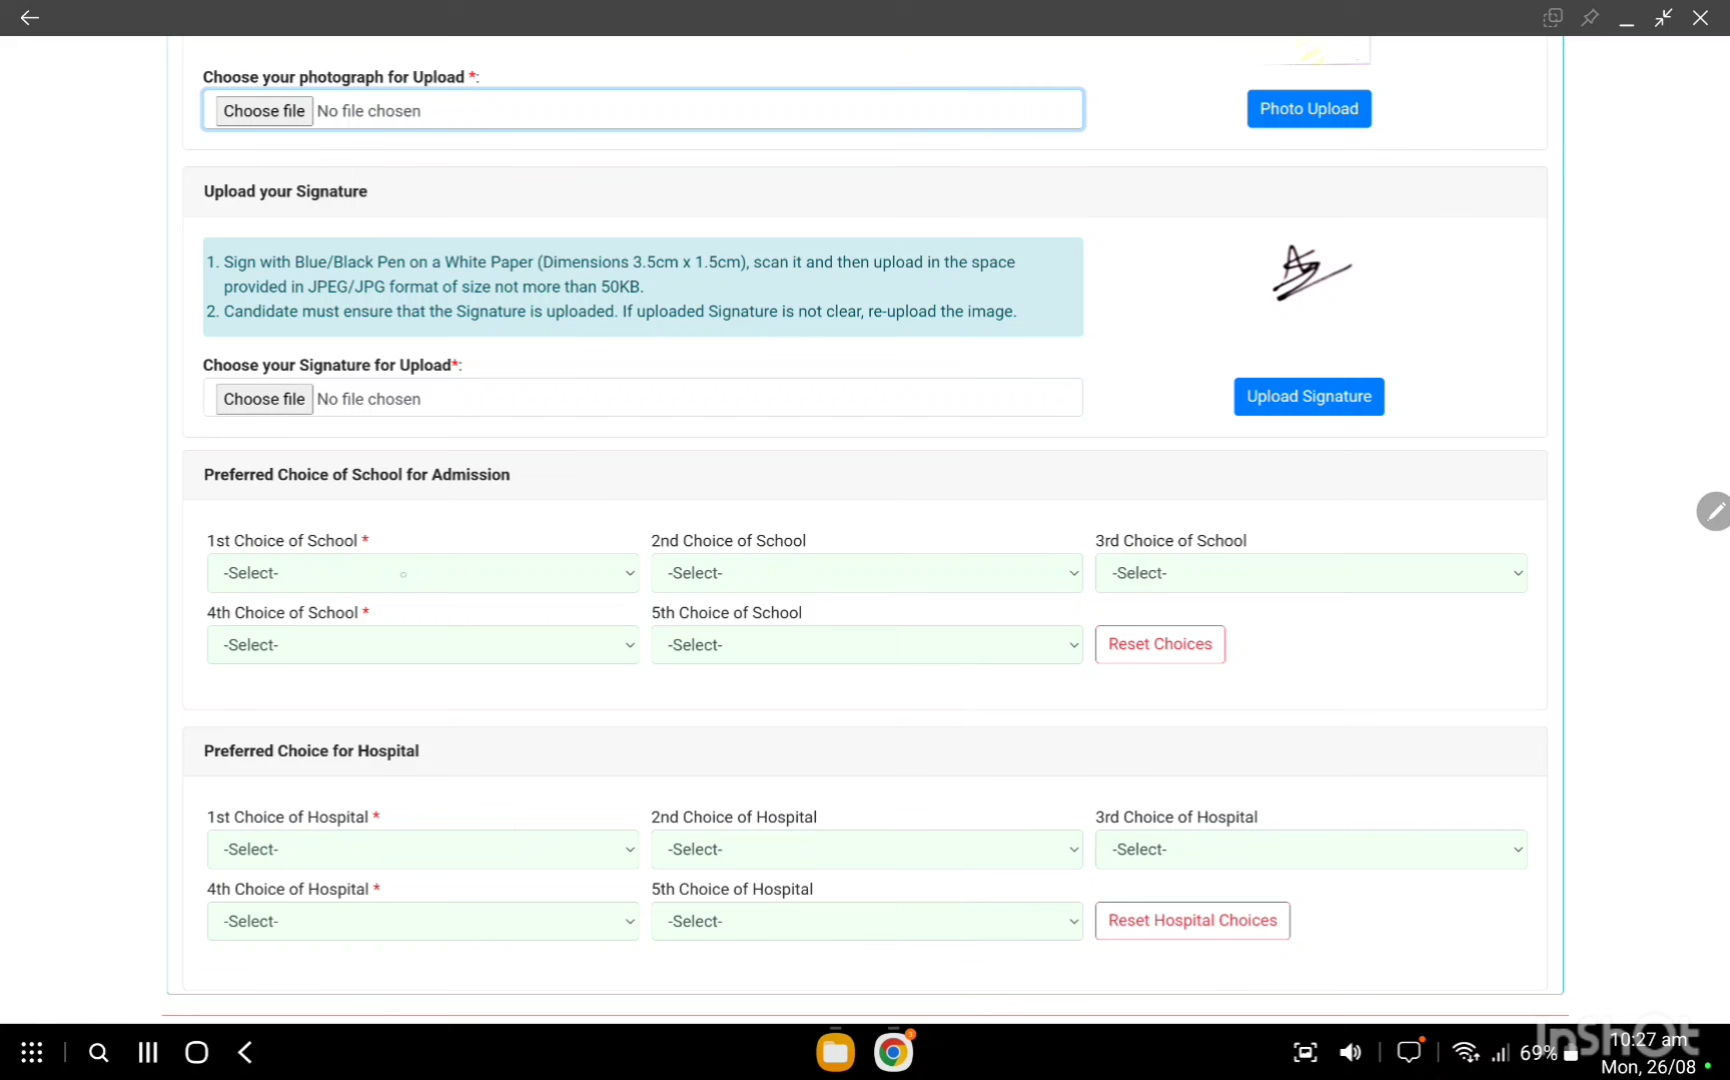 Choose your photograph for Upload *:
Choose file No file chosen
Photo Upload
Upload your Signature
1. Sign with Blue/Black Pen on a White Paper (Dimensions 3.5cm x 1.5cm), scan it and then upload in the space
provided in JPEG/JPG format of size not more than 50KB.
2. Candidate must ensure that the Signature is uploaded. If uploaded Signature is not clear, re-upload the image.
Choose your Signature for Upload*:
Choose file No file chosen
Upload Signature
Preferred Choice of School for Admission
1st Choice of School * 2nd Choice of School 3rd Choice of School
-Select- -Select- -Select-
4th Choice of School * 5th Choice of School
-Select- -Select- Reset Choices
Preferred Choice for Hospital
1st Choice of Hospital * 2nd Choice of Hospital 3rd Choice of Hospital
-Select- -Select- -Select-
4th Choice of Hospital * 5th Choice of Hospital
-Select- -Select- Reset Hospital Choices
InShOt
69% 10:27 am
Mon, 26/08